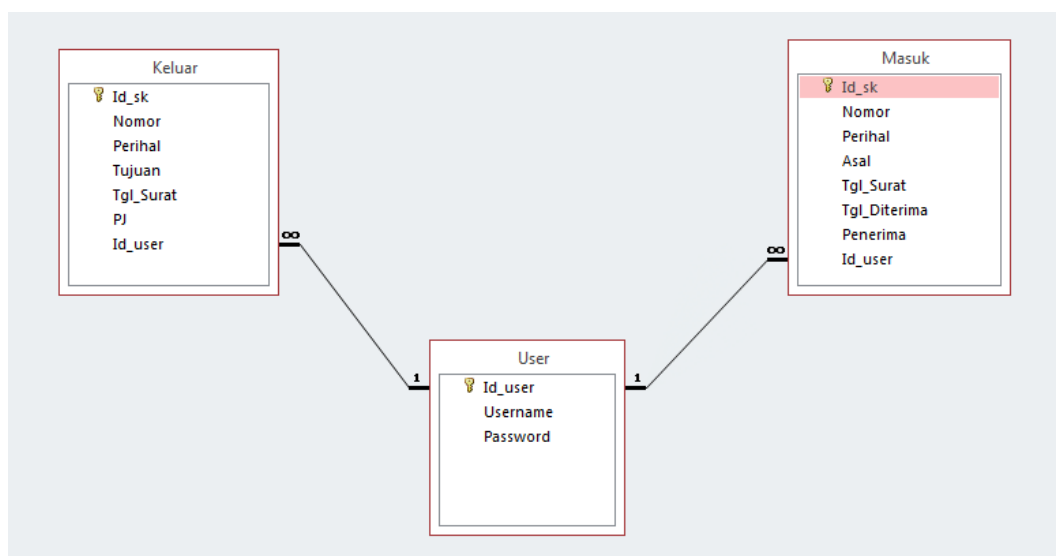 Keluar
Id_sk
Nomor
Perihal
Tujuan
Tgl_Surat
PJ
Id_user
∞
Masuk
Id_sk
Nomor
Perihal
Asal
Tgl_Surat
Tgl_Diterima
Penerima
Id_user
∞
User
1
Id_user
1
Username
Password